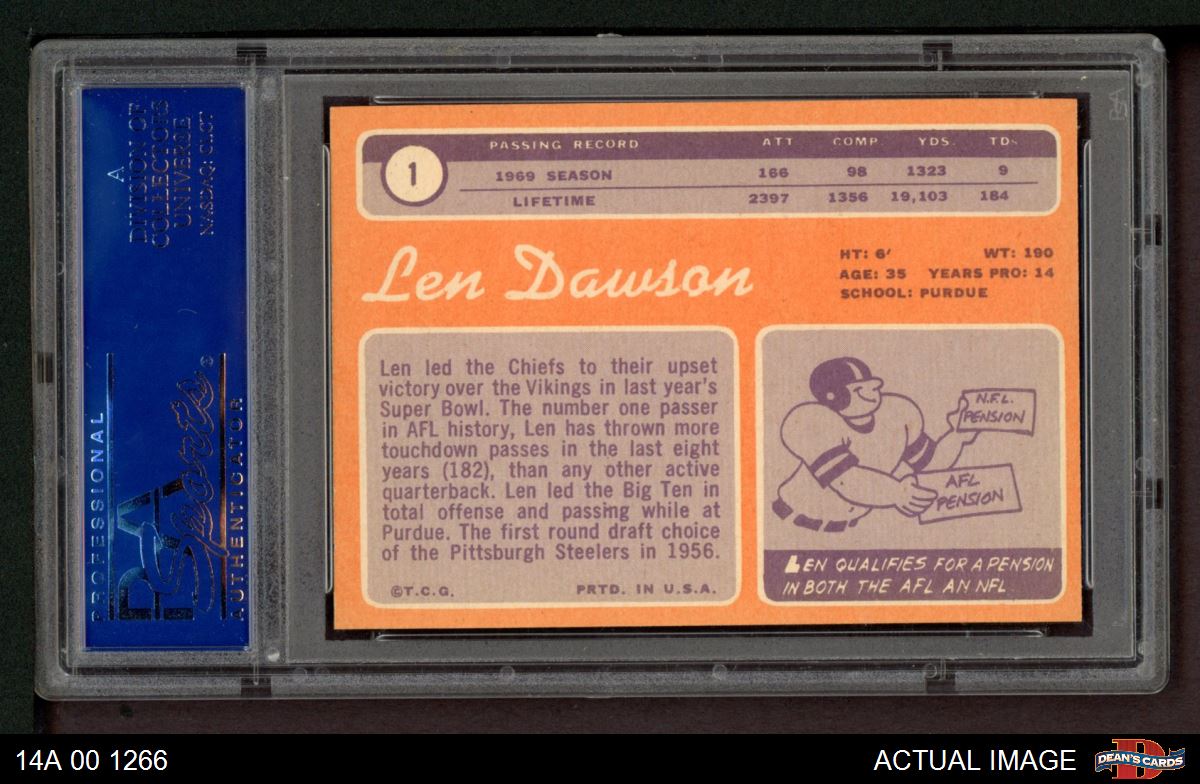 A
DIVISION OF
COLLECTORS
UNIVERSE
NASDAQ: CLCT
PSA
Sports
PROFESSIONAL
AUTHENTICATOR
1
PASSING RECORD ATT COMP. YDS. TDs
1969 SEASON 166 98 1323 9
LIFETIME 2397 1356 19,103 184
Len Dawson
HT: 6' WT: 190
AGE: 35 YEARS PRO: 14
SCHOOL: PURDUE
Len led the Chiefs to their upset
victory over the Vikings in last year's
Super Bowl. The number one passer
in AFL history, Len has thrown more
touchdown passes in the last eight
years (182), than any other active
quarterback. Len led the Big Ten in
total offense and passing while at
Purdue. The first round draft choice
of the Pittsburgh Steelers in 1956.
©T.C.G. PRTD. IN U.S.A.
N.F.L.
PENSION
AFL
PENSION
LEN QUALIFIES FOR A PENSION
IN BOTH THE AFL AN NFL
14A 00 1266
ACTUAL IMAGE
D
DEAN'S CARDS